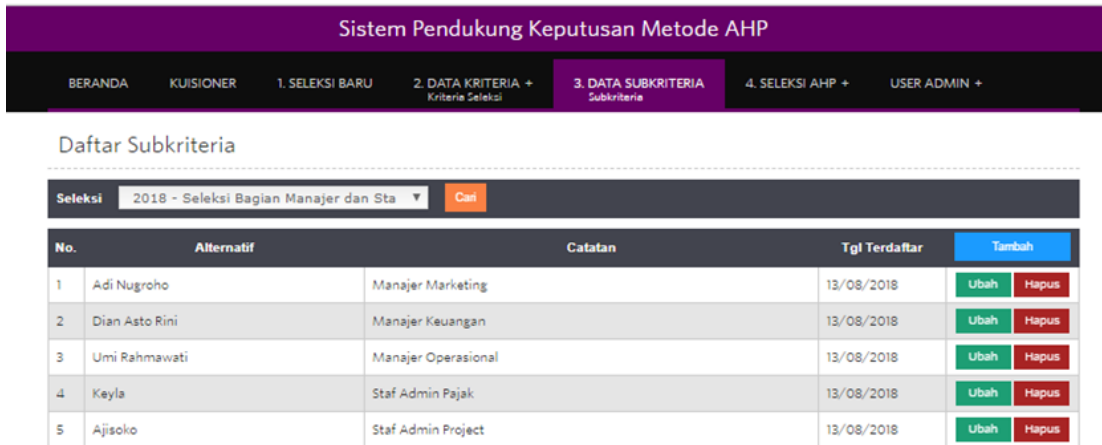 Sistem Pendukung Keputusan Metode AHP
BERANDA KUISIONER 1. SELEKSI BARU 2. DATA KRITERIA + 3. DATA SUBKRITERIA 4. SELEKSI AHP + USER ADMIN +
Kriteria Seleksi Subkriteria
Daftar Subkriteria
Seleksi 2018 - Seleksi Bagian Manajer dan Sta Cari
No. Alternatif Catatan Tgl Terdaftar Tambah
1 Adi Nugroho Manajer Marketing 13/08/2018 Ubah Hapus
2 Dian Asto Rini Manajer Keuangan 13/08/2018 Ubah Hapus
3 Umi Rahmawati Manajer Operasional 13/08/2018 Ubah Hapus
4 Keyla Staf Admin Pajak 13/08/2018 Ubah Hapus
5 Ajisoko Staf Admin Project 13/08/2018 Ubah Hapus